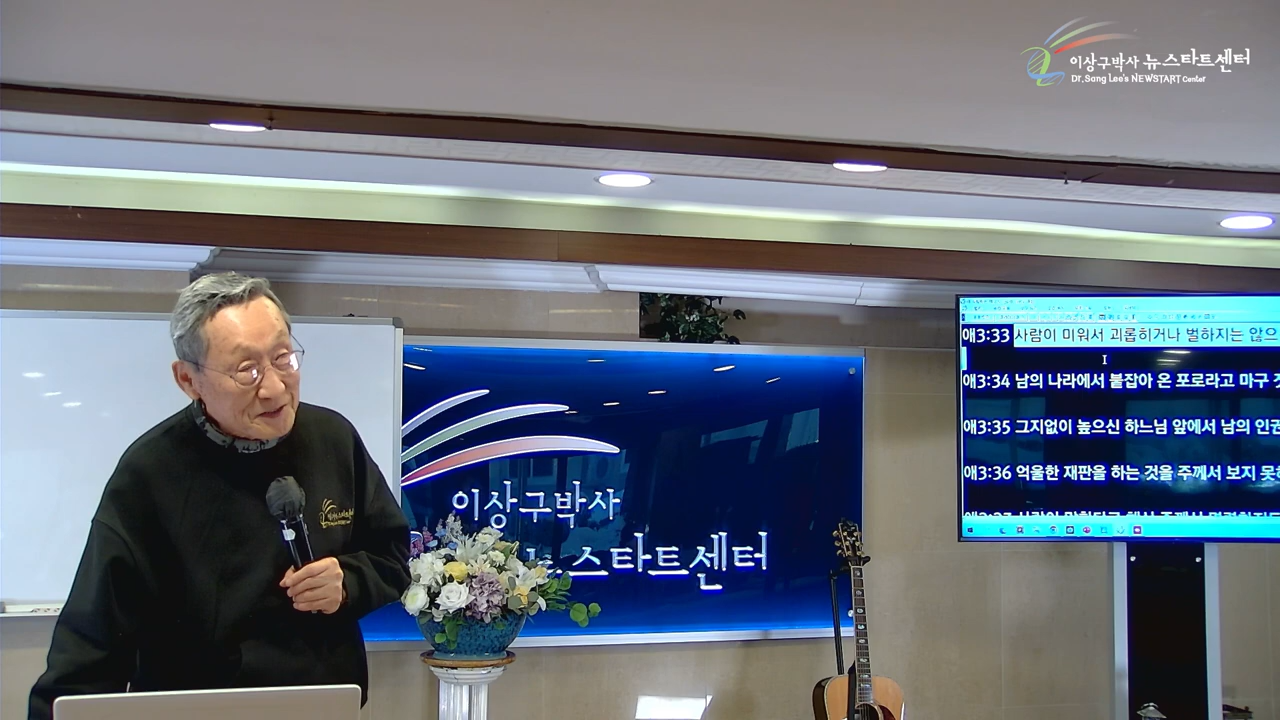 이상구박사 뉴스타트센터
Dr. Sang Lee's NEWSTART Center
애3:33 사람이 미워서 괴롭히거나 벌하지는 않으
애3:34 남의 나라에서 붙잡아 온 포로라고 마구
애3:35 그지없이 높으신 하느님 앞에서 남의 인권
애3:36 억울한 재판을 하는 것을 주께서 보지 못하
이상구박사
뉴스타트센터